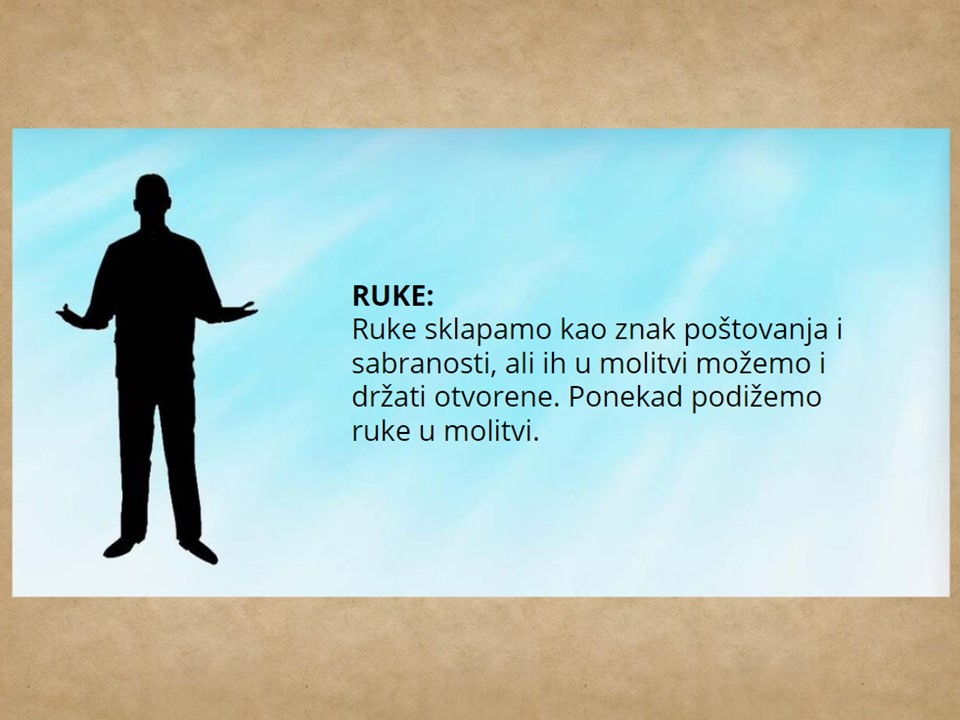 RUKE:
Ruke sklapamo kao znak poštovanja i
sabranosti, ali ih u molitvi možemo i
držati otvorene. Ponekad podižemo
ruke u molitvi.